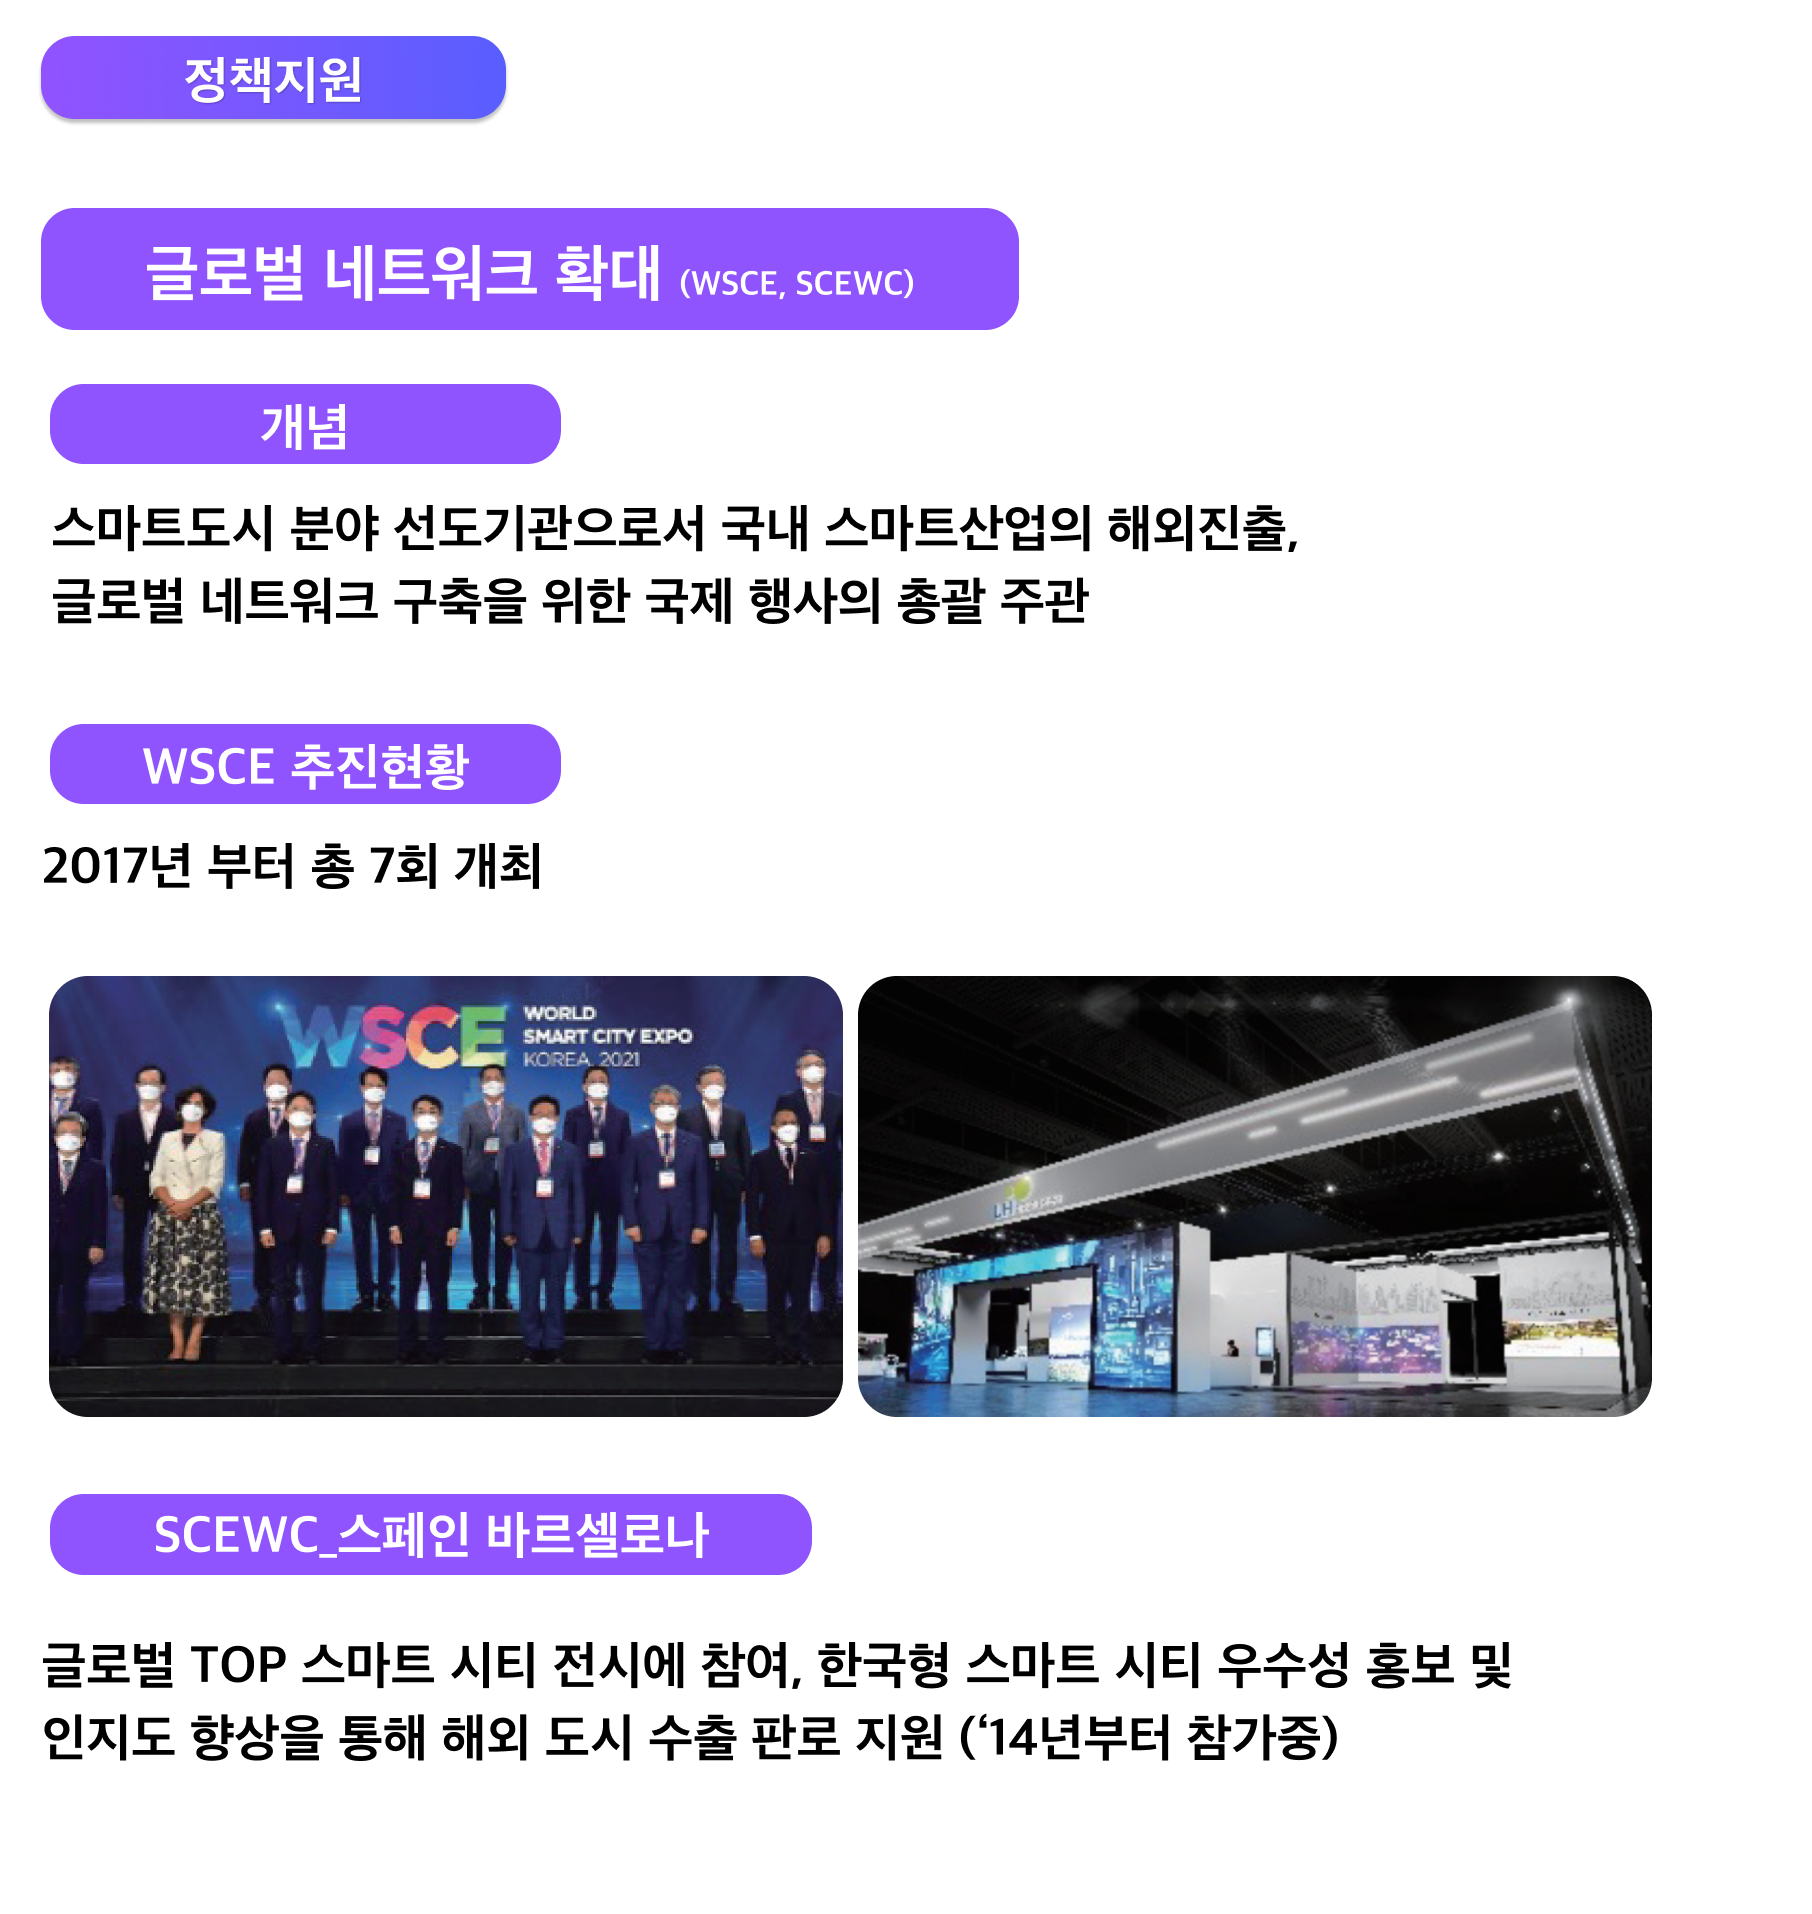 정책지원
글로벌 네트워크 확대 (WSCE, SCEWC)
개념
스마트도시 분야 선도기관으로서 국내 스마트산업의 해외진출,
글로벌 네트워크 구축을 위한 국제 행사의 총괄 주관
WSCE 추진현황
2017년 부터 총 7회 개최
WSCE
WORLD
SMART CITY EXPO
KOREA, 2021
LH
SCEWC_스페인 바르셀로나
글로벌 TOP 스마트 시티 전시에 참여, 한국형 스마트 시티 우수성 홍보 및
인지도 향상을 통해 해외 도시 수출 판로 지원 (‘14년부터 참가중)